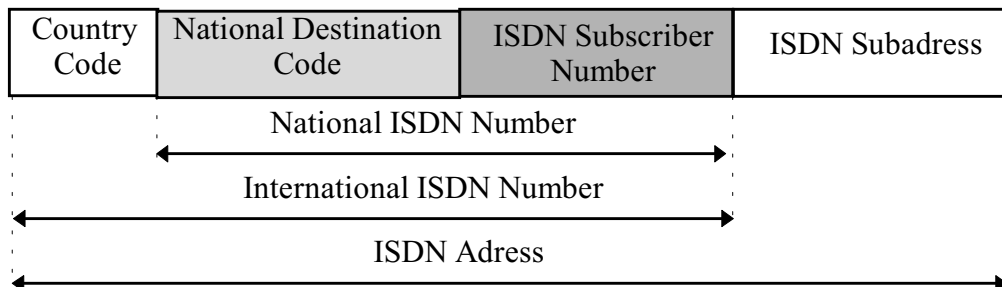 Country
Code
National Destination
Code
ISDN Subscriber
Number
ISDN Subadress
National ISDN Number
International ISDN Number
ISDN Adress